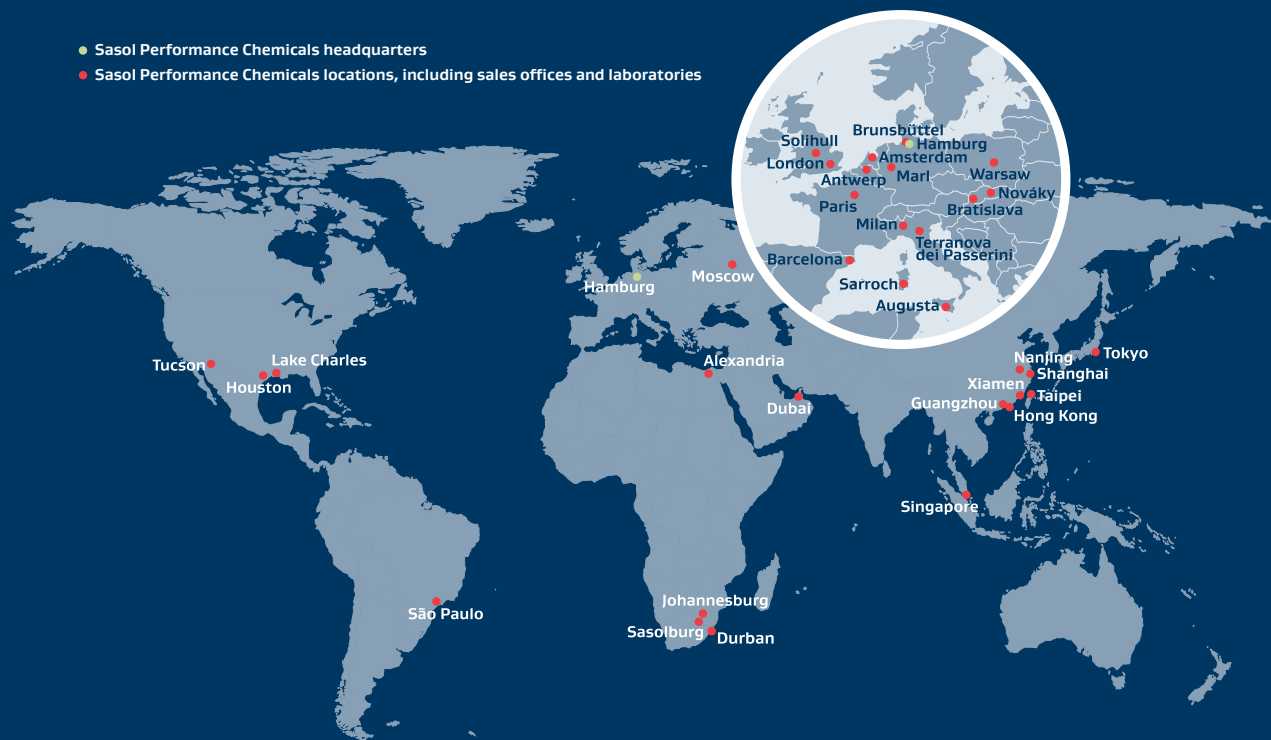 Sasol Performance Chemicals headquarters
Sasol Performance Chemicals locations, including sales offices and laboratories
Brunsbüttel
Solihull
Hamburg
London
Amsterdam
Antwerp
Marl
Warsaw
Paris
Nováky
Bratislava
Milan
Terranova
dei Passerini
Barcelona
Sarroch
Augusta
Hamburg
Moscow
Tucson
Lake Charles
Houston
Alexandria
Dubai
Nanjing
Tokyo
Shanghai
Xiamen
Taipei
Guangzhou
Hong Kong
Singapore
São Paulo
Johannesburg
Sasolburg
Durban